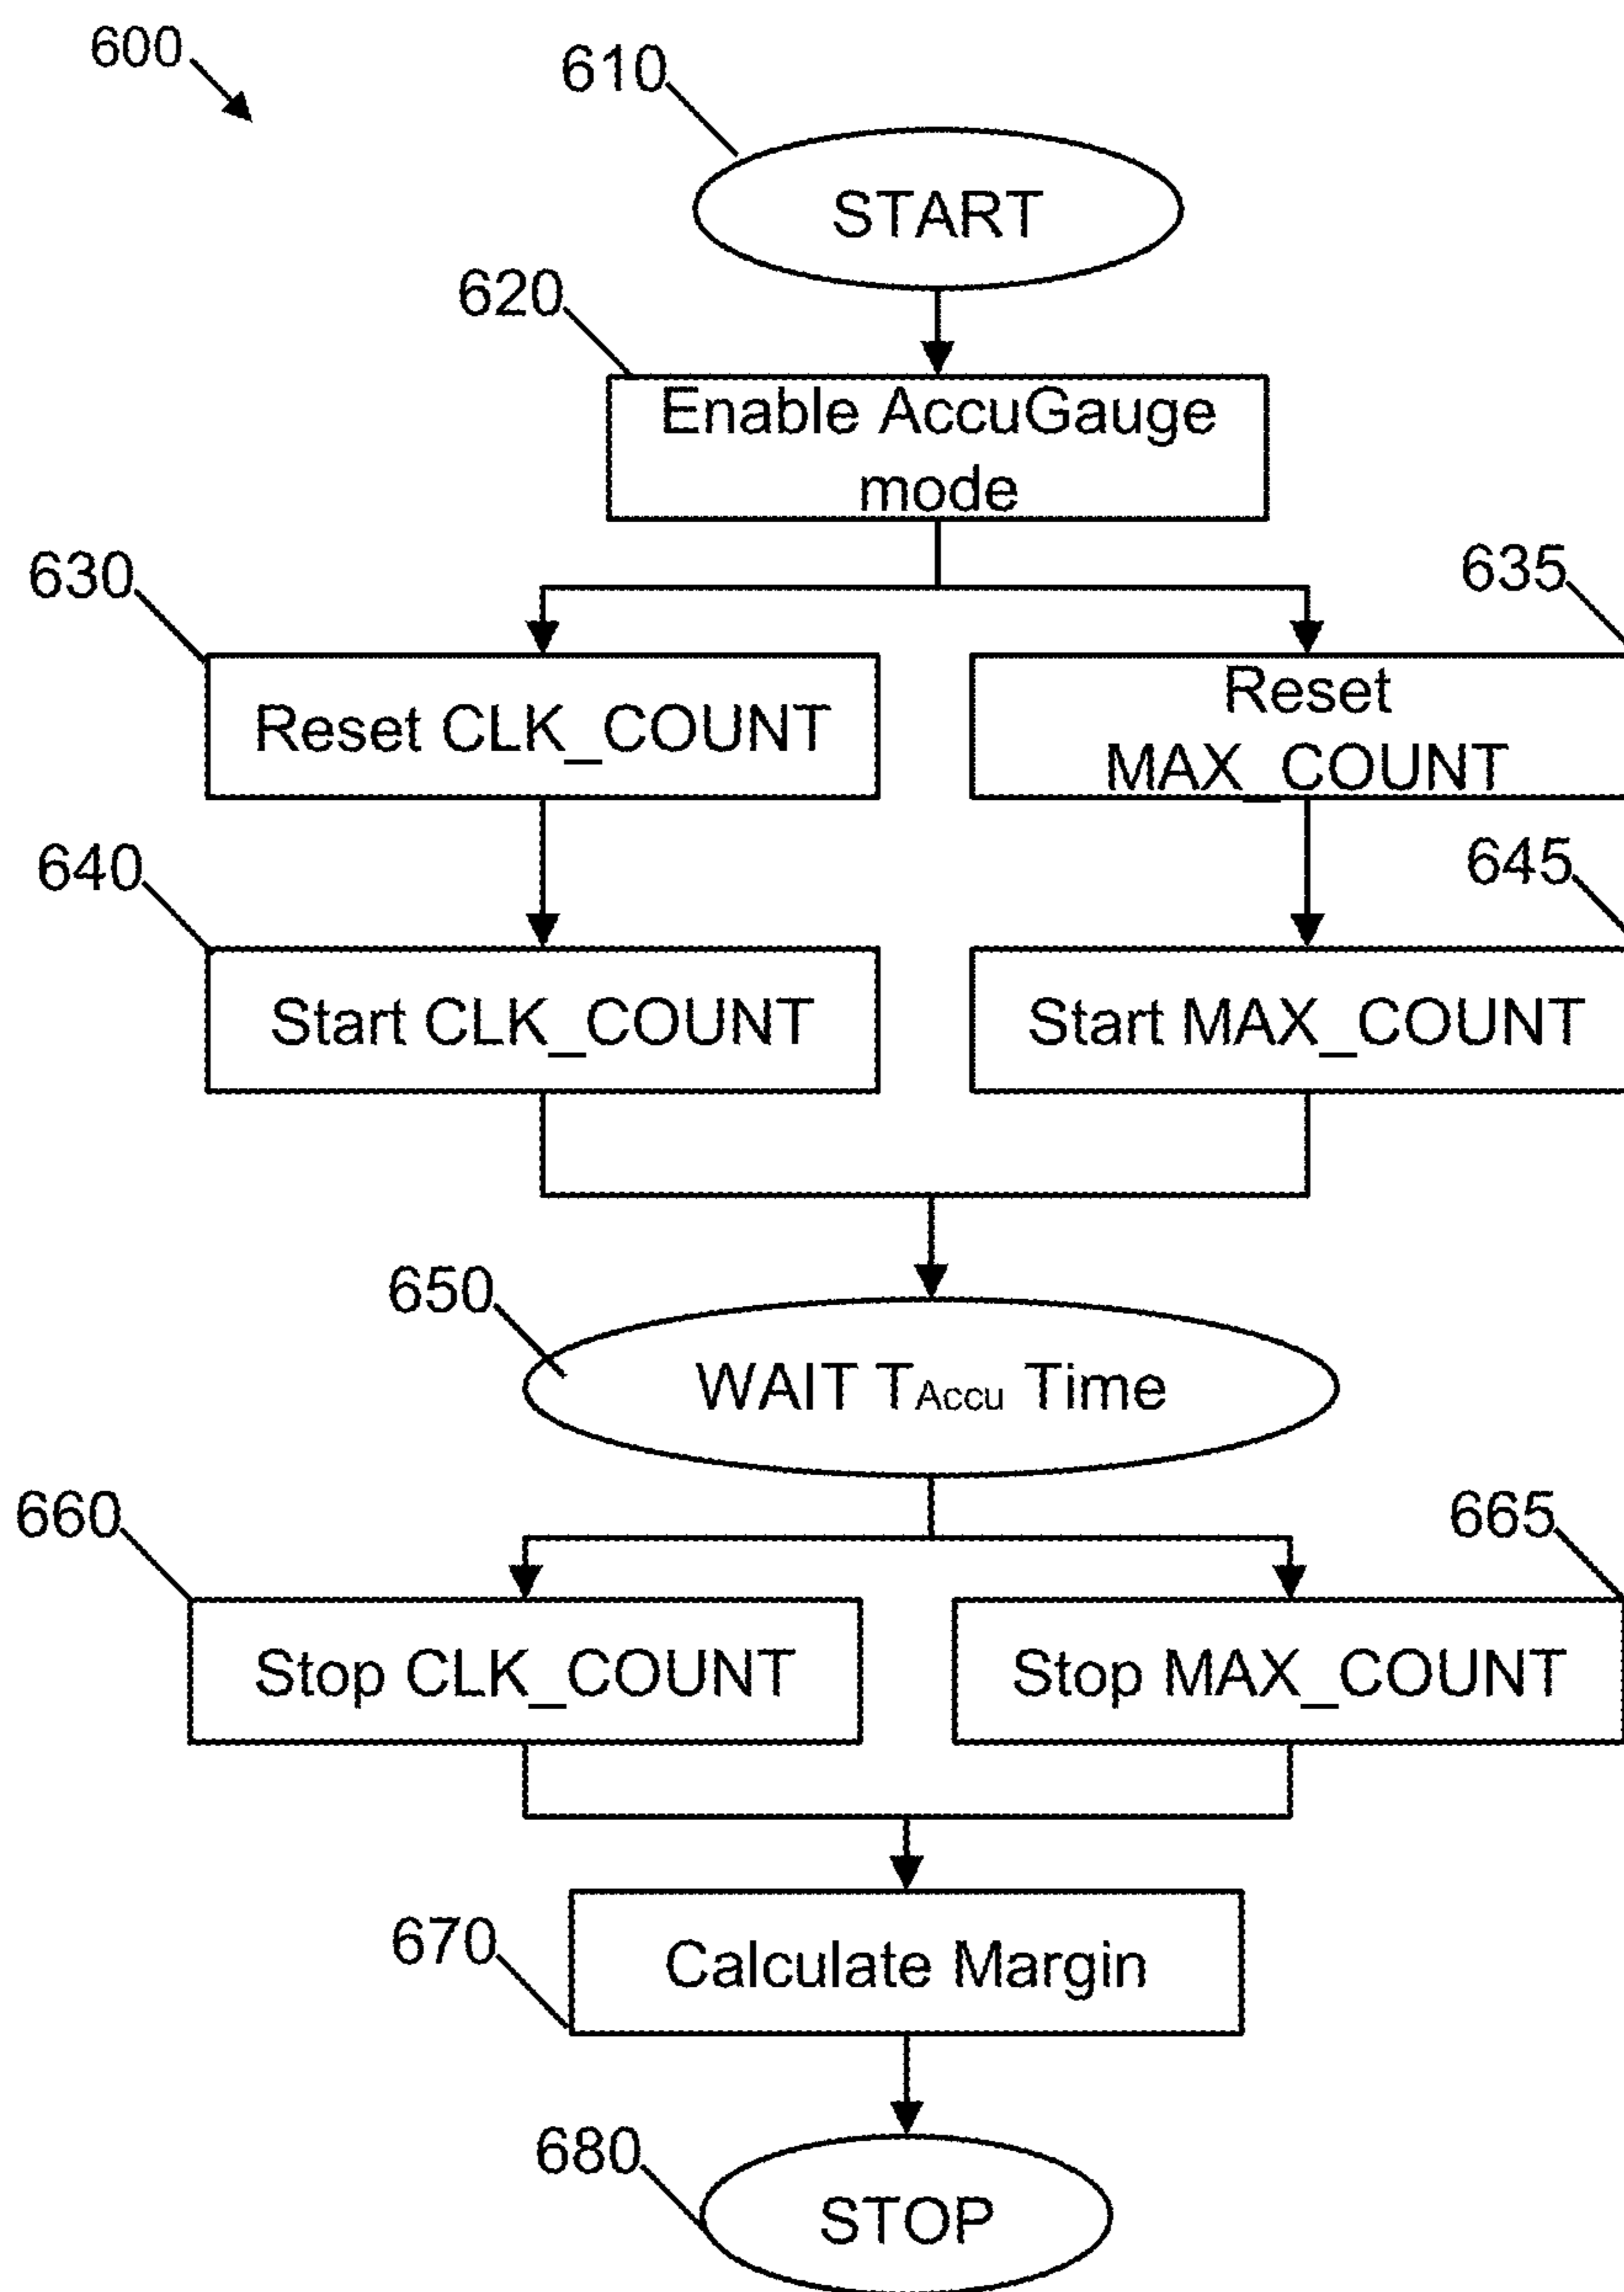 600
610
START
620
Enable AccuGauge
mode
630
635
Reset CLK_COUNT
Reset
MAX_COUNT
640
645
Start CLK_COUNT
Start MAX_COUNT
650
WAIT TAccu Time
660
665
Stop CLK_COUNT
Stop MAX_COUNT
670
Calculate Margin
680
STOP